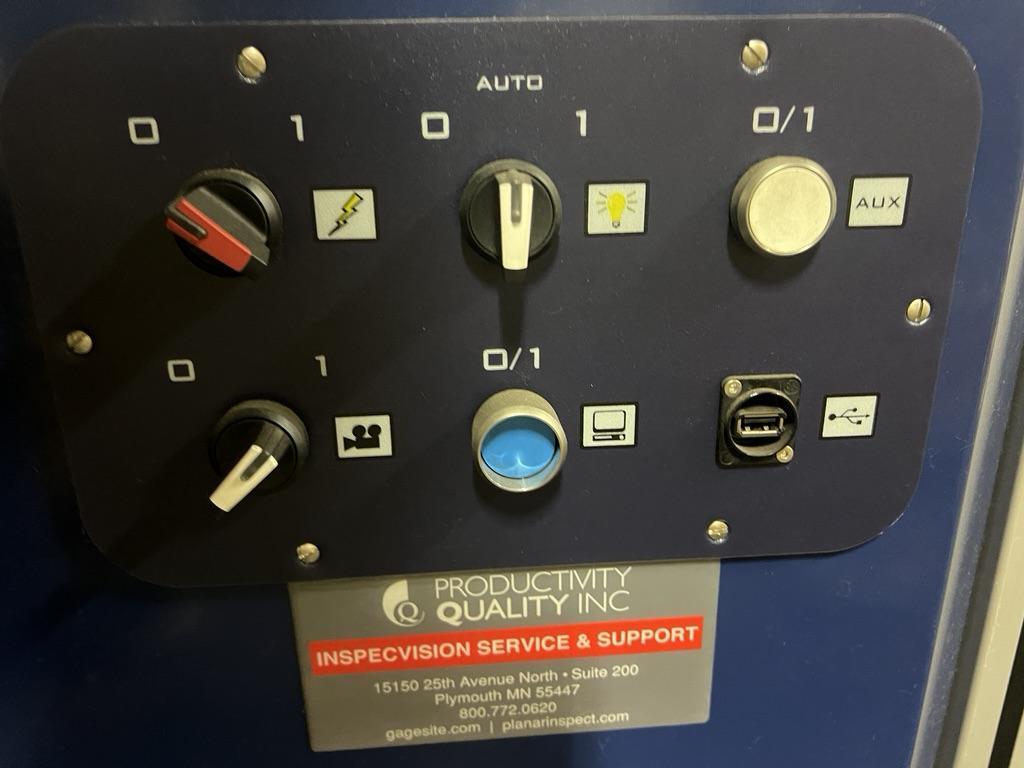 AUTO
0 1 0 1 0/1
AUX
0 1 0/1
PRODUCTIVITY
QUALITY INC
Q
INSPECVISION SERVICE & SUPPORT
15150 25th Avenue North • Suite 200
Plymouth MN 55447
800.772.0620
gagesite.com | planarinspect.com